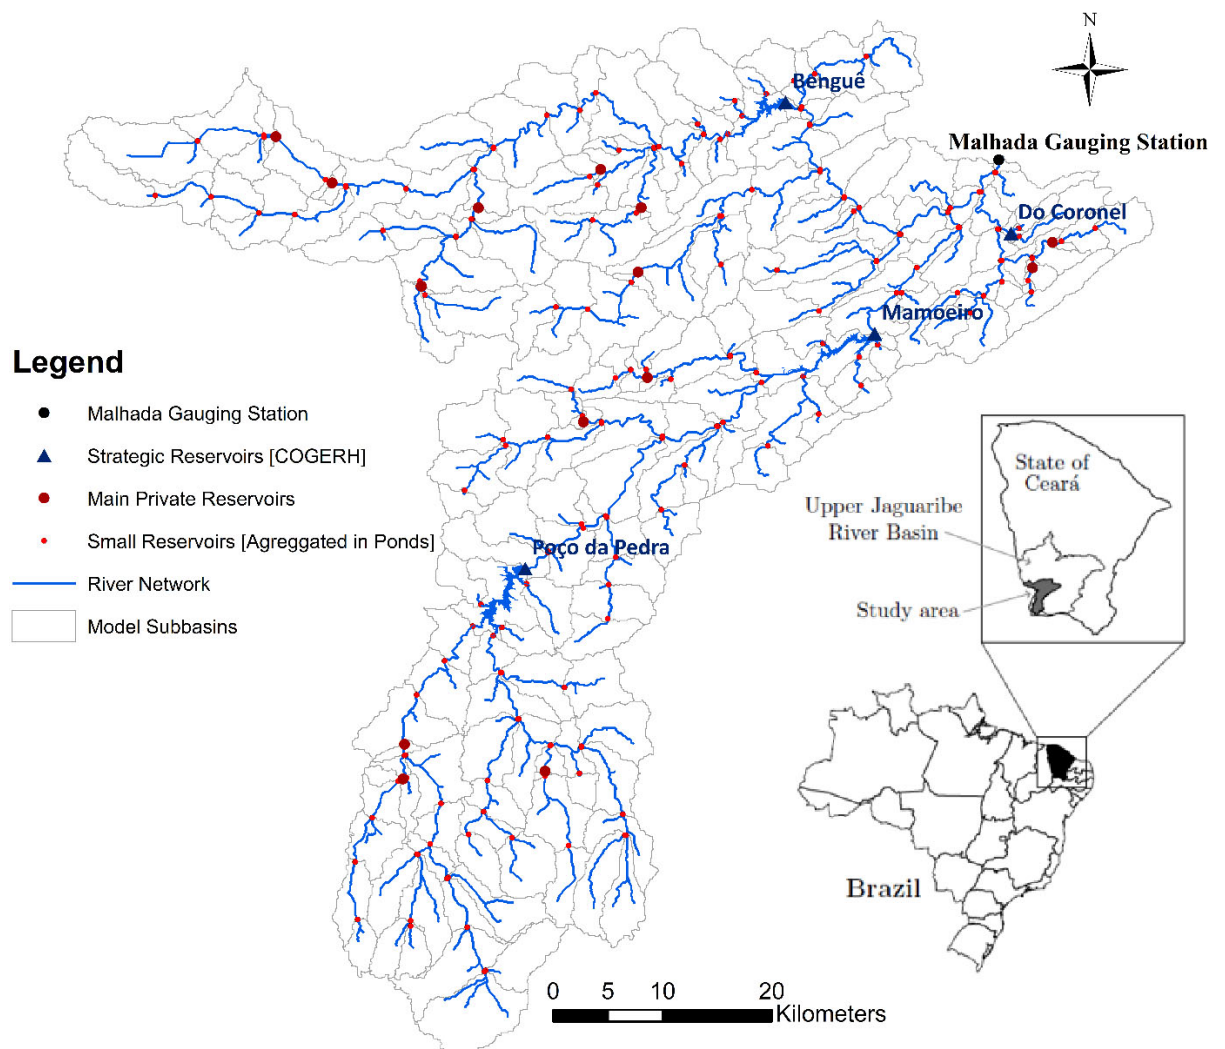 N
Benguê
Malhada Gauging Station
Do Coronel
Mamoeiro
Legend
Malhada Gauging Station
Strategic Reservoirs [COGERH]
Main Private Reservoirs
Small Reservoirs [Agreggated in Ponds]
River Network
Model Subbasins
Poço da Pedra
State of
Ceará
Upper Jaguaribe
River Basin
Study area
Brazil
0 5 10 20
Kilometers